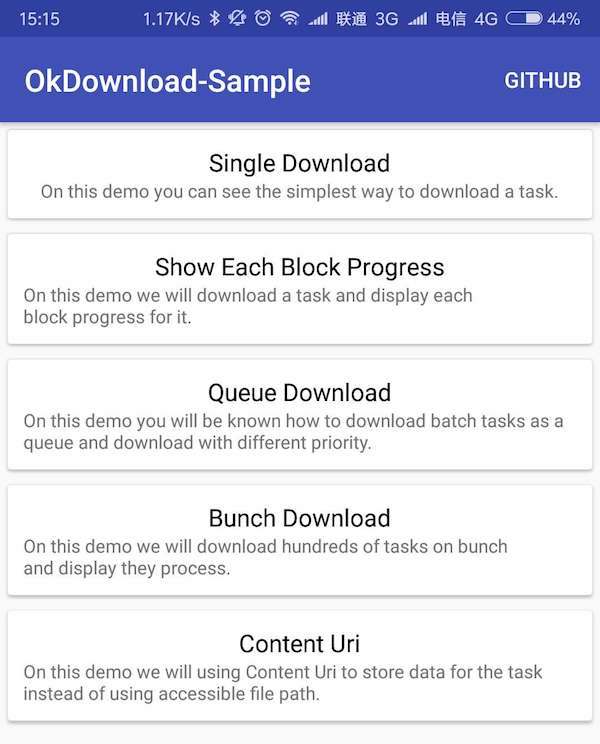 15:15 1.17K/s 联通 3G 电信 4G 44%
OkDownload-Sample GITHUB
Single Download
On this demo you can see the simplest way to download a task.
Show Each Block Progress
On this demo we will download a task and display each
block progress for it.
Queue Download
On this demo you will be known how to download batch tasks as a
queue and download with different priority.
Bunch Download
On this demo we will download hundreds of tasks on bunch
and display they process.
Content Uri
On this demo we will using Content Uri to store data for the task
instead of using accessible file path.